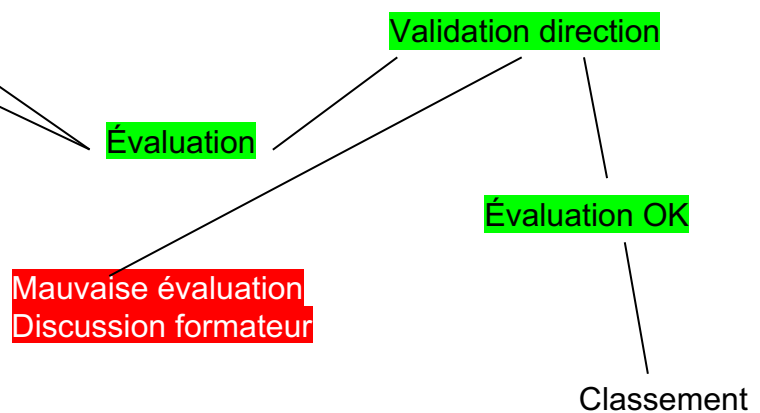 Validation direction
Évaluation
Évaluation OK
Mauvaise évaluation
Discussion formateur
Classement